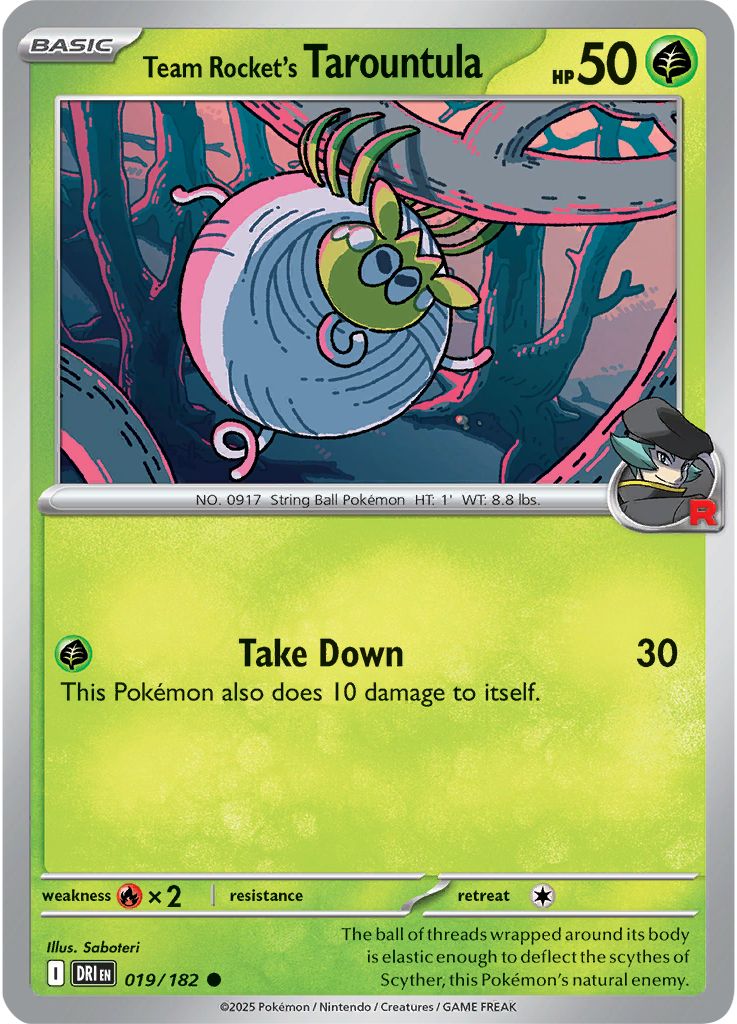 BASIC
Team Rocket's Tarountula
HP 50
NO. 0917 String Ball Pokémon HT: 1' WT: 8.8 lbs.
R
Take Down 30
This Pokémon also does 10 damage to itself.
weakness ×2 resistance retreat
Illus. Saboteri
The ball of threads wrapped around its body
is elastic enough to deflect the scythes of
Scyther, this Pokémon's natural enemy.
I DRI EN 019/182
©2025 Pokémon / Nintendo / Creatures / GAME FREAK